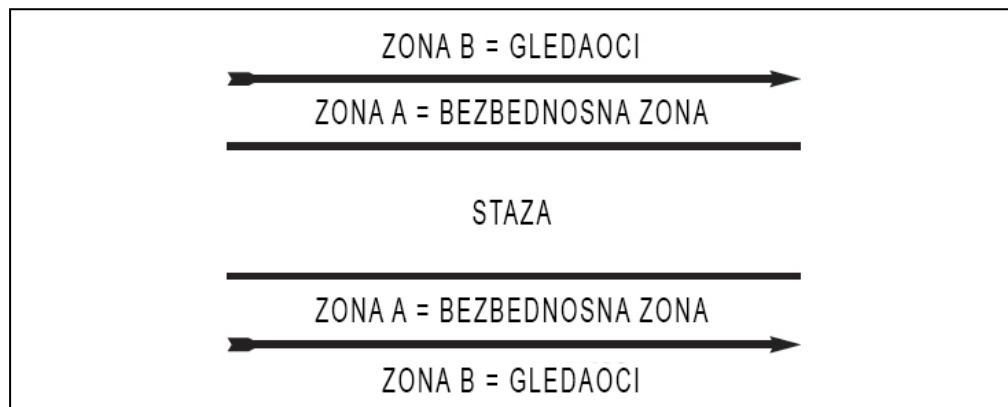 ZONA B = GLEDAOCI
ZONA A = BEZBEDNOSNA ZONA
STAZA
ZONA A = BEZBEDNOSNA ZONA
ZONA B = GLEDAOCI